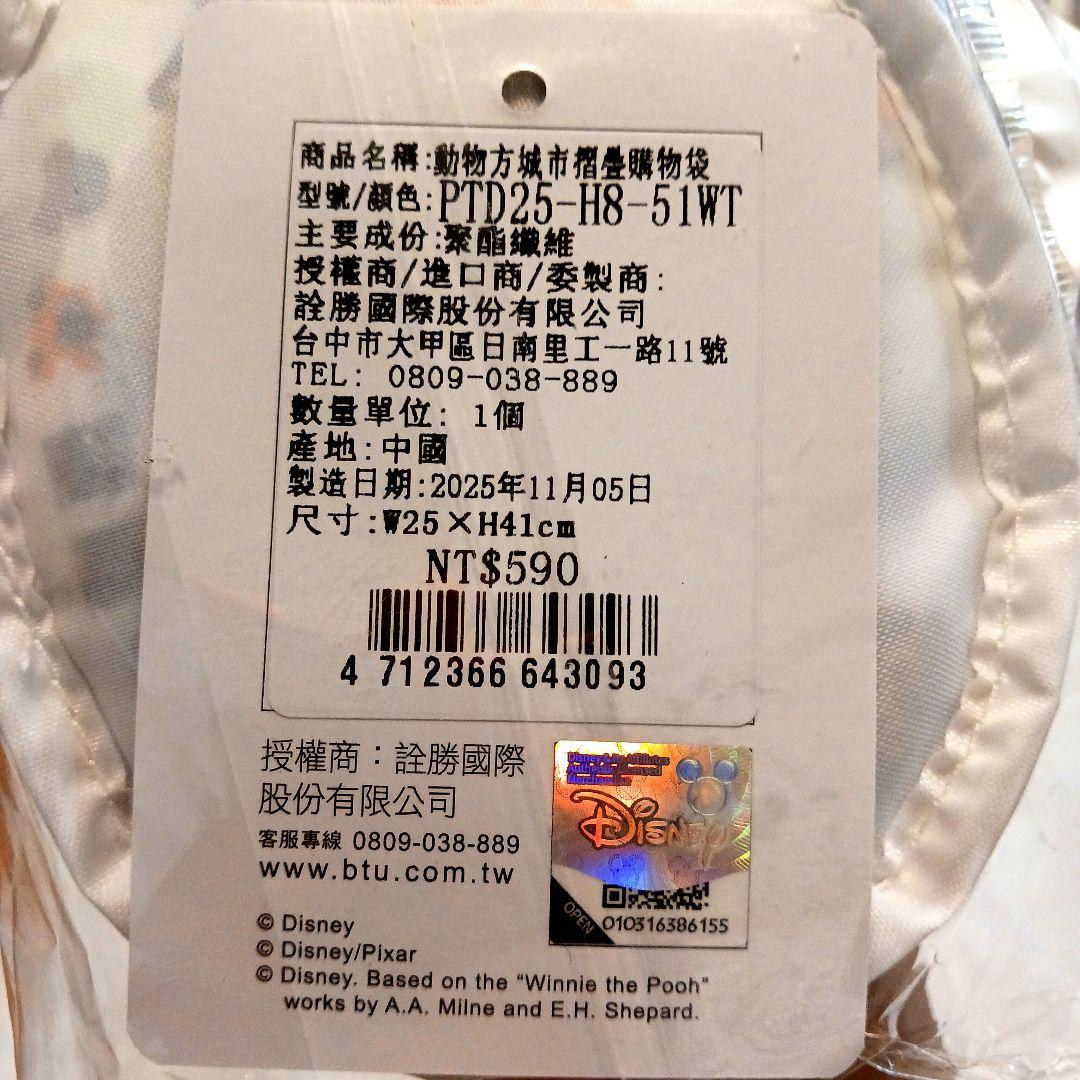 商品名稱:動物方城市摺疊購物袋
型號/顏色:PTD25-H8-51WT
主要成份:聚酯纖維
授權商/進口商/委製商:
詮勝國際股份有限公司
台中市大甲區日南里工一路11號
TEL: 0809-038-889
數量單位: 1個
產地:中國
製造日期:2025年11月05日
尺寸:W25×H41cm
NT$590
4 712366 643093
授權商：詮勝國際
股份有限公司
客服專線 0809-038-889
www.btu.com.tw
© Disney
© Disney/Pixar
© Disney. Based on the "Winnie the Pooh"
works by A.A. Milne and E.H. Shepard.
Disney
OPEN
010316386155